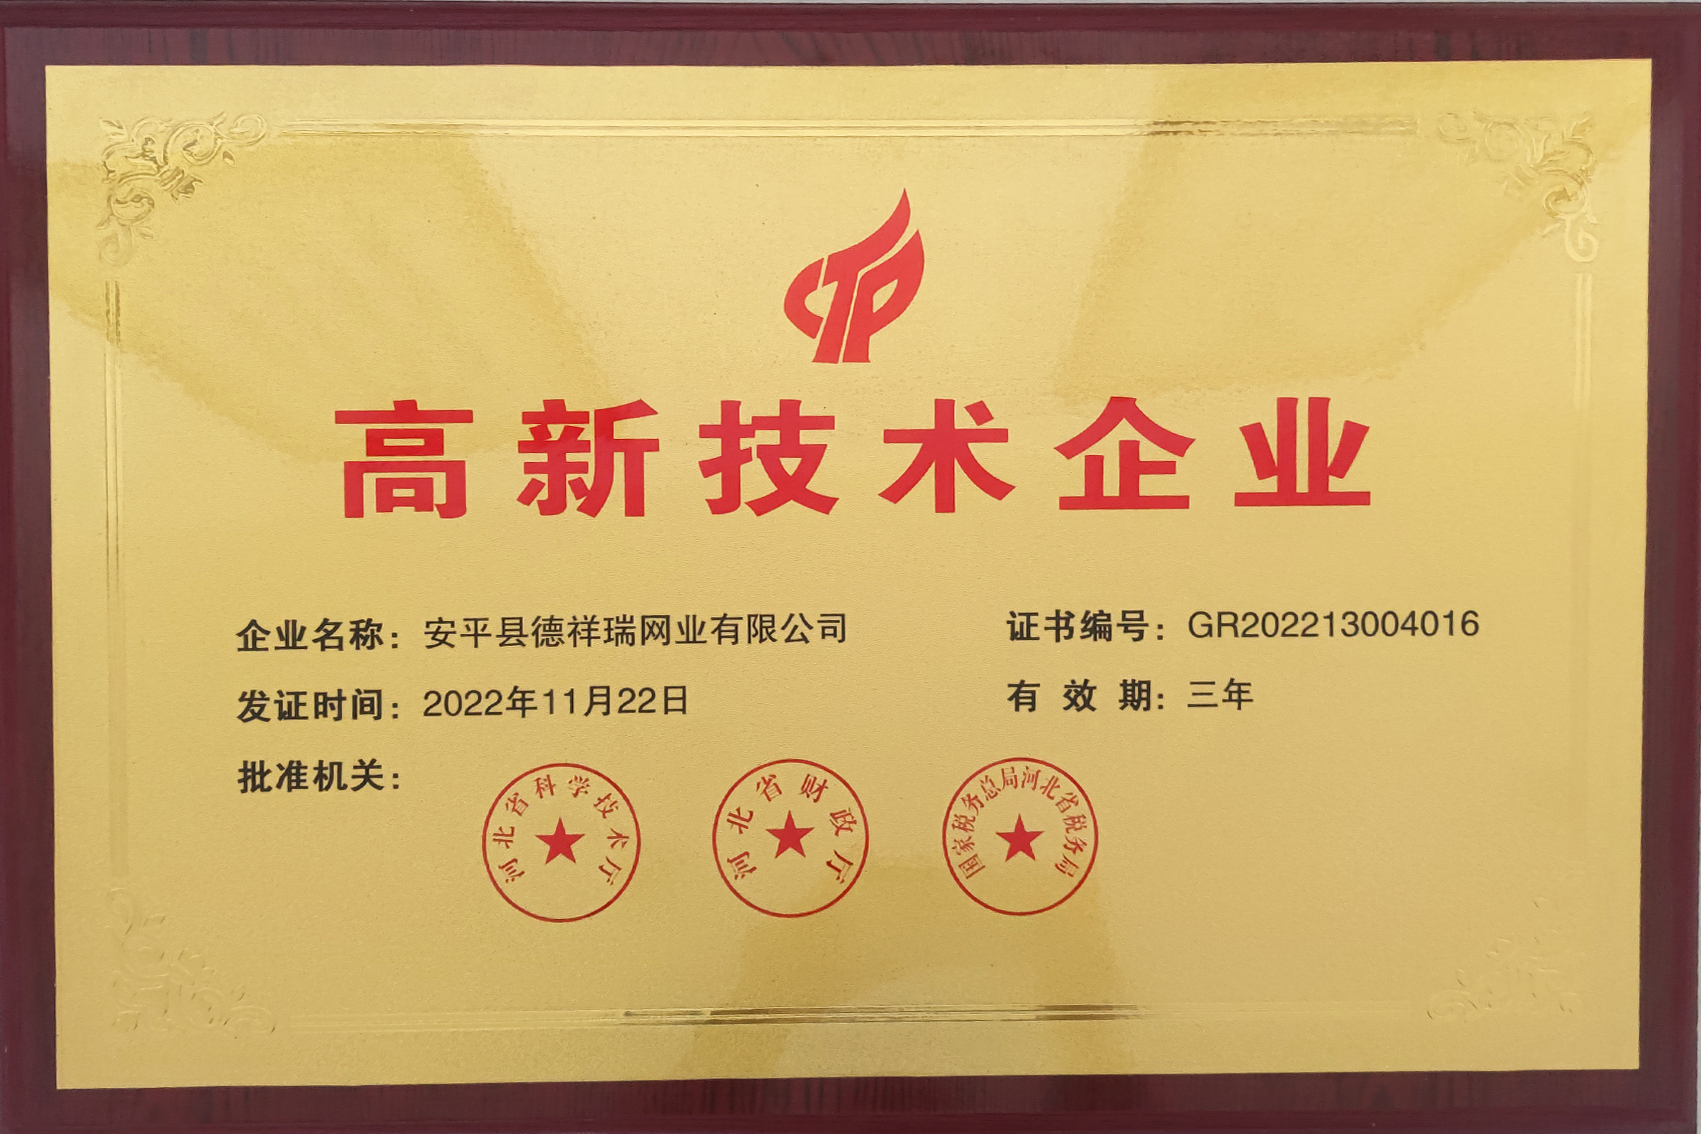 高新技术企业
企业名称：安平县德祥瑞网业有限公司
证书编号：GR202213004016
发证时间：2022年11月22日
有效期：三年
批准机关：
河北省科学技术厅
河北省财政厅
国家税务总局河北省税务局